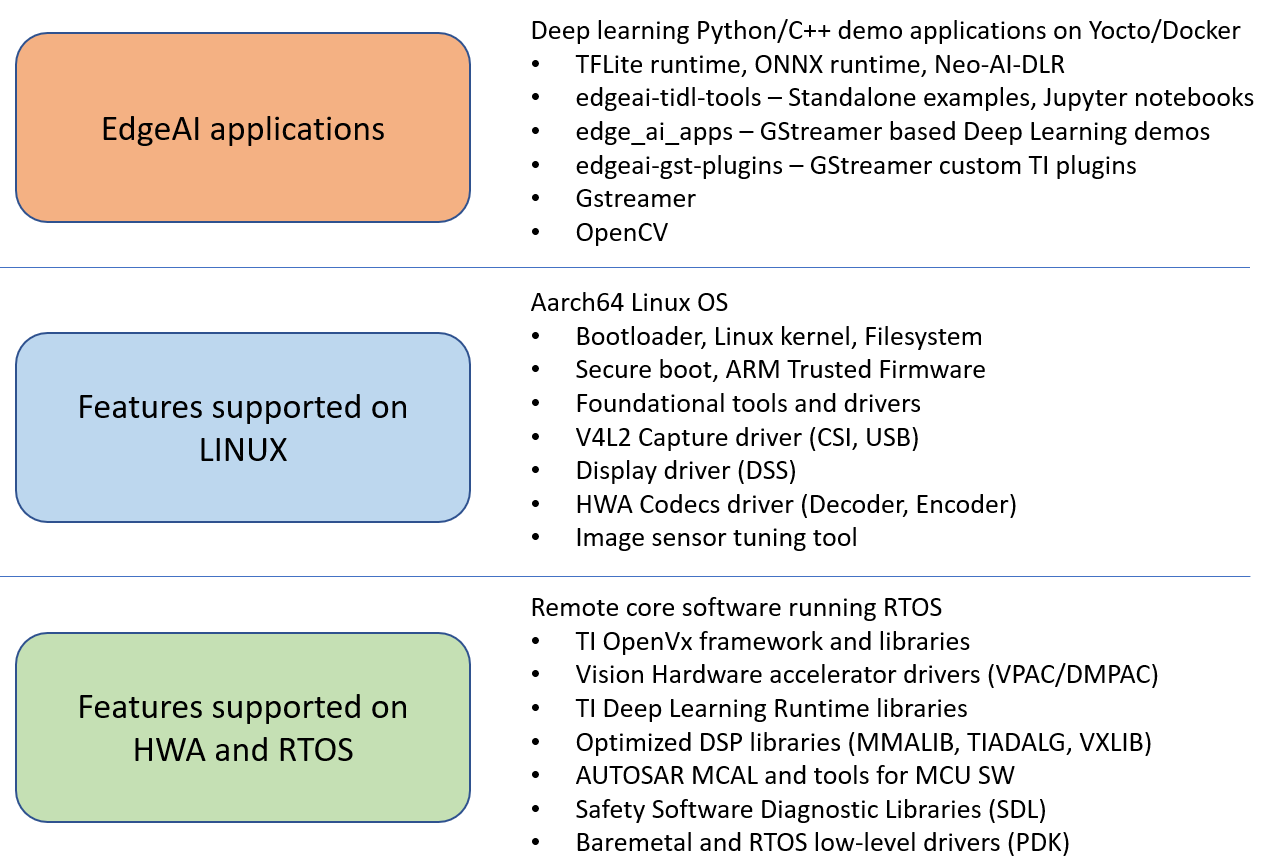 EdgeAI applications
Deep learning Python/C++ demo applications on Yocto/Docker
• TFLite runtime, ONNX runtime, Neo-AI-DLR
• edgeai-tidl-tools – Standalone examples, Jupyter notebooks
• edge_ai_apps – GStreamer based Deep Learning demos
• edgeai-gst-plugins – GStreamer custom TI plugins
• Gstreamer
• OpenCV
Features supported on
LINUX
Aarch64 Linux OS
• Bootloader, Linux kernel, Filesystem
• Secure boot, ARM Trusted Firmware
• Foundational tools and drivers
• V4L2 Capture driver (CSI, USB)
• Display driver (DSS)
• HWA Codecs driver (Decoder, Encoder)
• Image sensor tuning tool
Features supported on
HWA and RTOS
Remote core software running RTOS
• TI OpenVx framework and libraries
• Vision Hardware accelerator drivers (VPAC/DMPAC)
• TI Deep Learning Runtime libraries
• Optimized DSP libraries (MMALIB, TIADALG, VXLIB)
• AUTOSAR MCAL and tools for MCU SW
• Safety Software Diagnostic Libraries (SDL)
• Baremetal and RTOS low-level drivers (PDK)